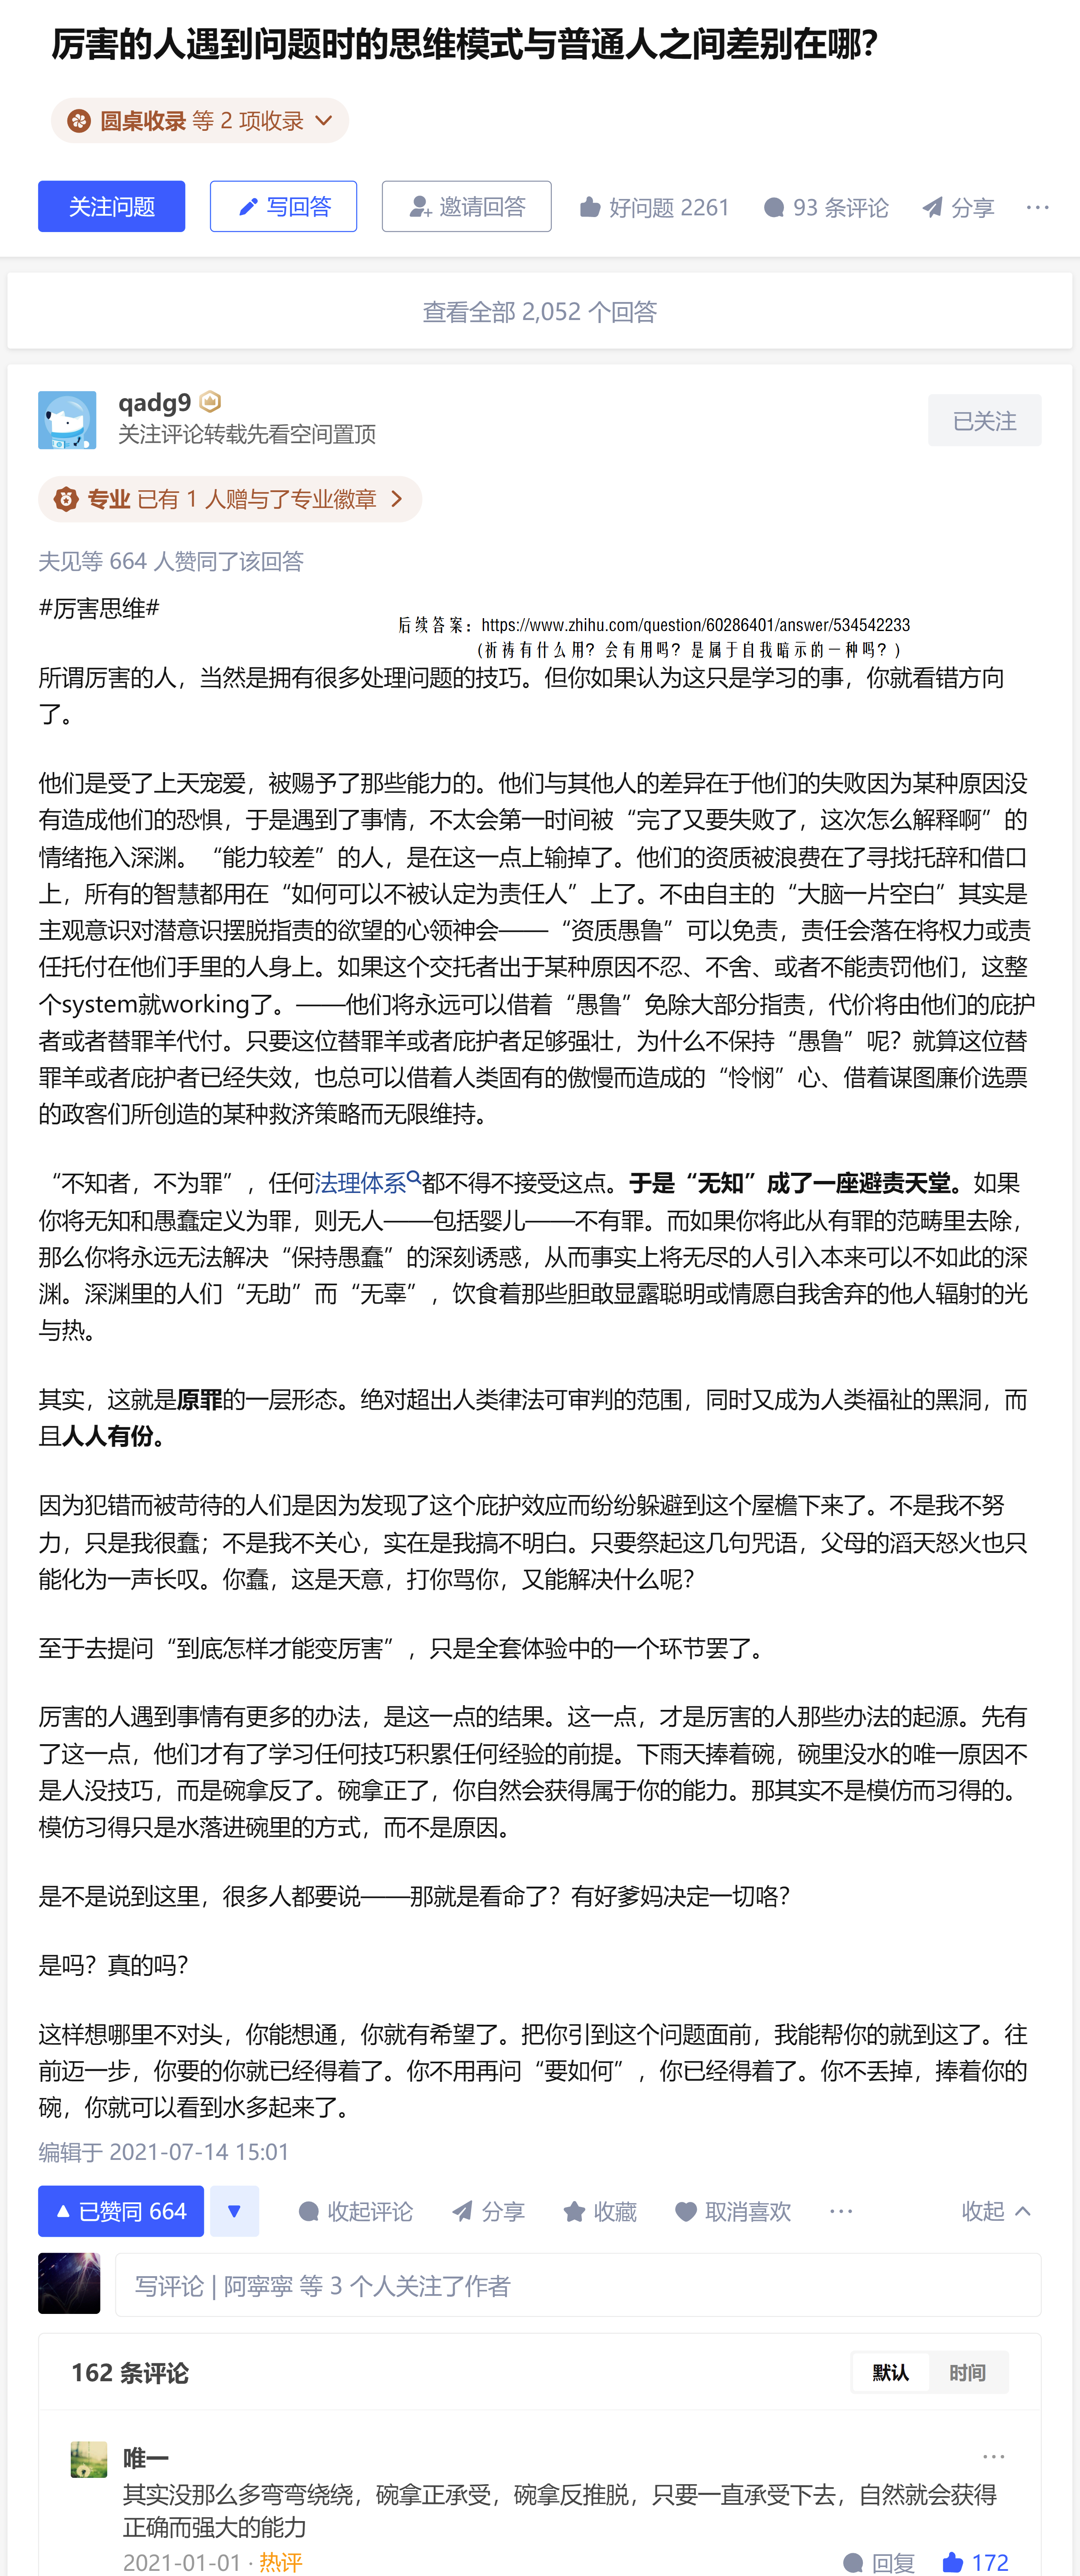 厉害的人遇到问题时的思维模式与普通人之间差别在哪？
圆桌收录 等 2 项收录
关注问题
写回答
邀请回答
好问题 2261
93 条评论
分享
查看全部 2,052 个回答
qadg9
关注评论转载先看空间置顶
已关注
专业 已有 1 人赠与了专业徽章
夫见等 664 人赞同了该回答
#厉害思维#
后续答案：https://www.zhihu.com/question/60286401/answer/534542233
（祈祷有什么用？会有用吗？是属于自我暗示的一种吗？）
所谓厉害的人，当然是拥有很多处理问题的技巧。但你如果认为这只是学习的事，你就看错方向
了。
他们是受了上天宠爱，被赐予了那些能力的。他们与其他人的差异在于他们的失败因为某种原因没
有造成他们的恐惧，于是遇到了事情，不太会第一时间被“完了又要失败了，这次怎么解释啊”的
情绪拖入深渊。“能力较差”的人，是在这一点上输掉了。他们的资质被浪费在了寻找托辞和借口
上，所有的智慧都用在“如何可以不被认定为责任人”上了。不由自主的“大脑一片空白”其实是
主观意识对潜意识摆脱指责的欲望的心领神会——“资质愚鲁”可以免责，责任会落在将权力或责
任托付在他们手里的人身上。如果这个交托者出于某种原因不忍、不舍、或者不能责罚他们，这整
个system就working了。——他们将永远可以借着“愚鲁”免除大部分指责，代价将由他们的庇护
者或者替罪羊代付。只要这位替罪羊或者庇护者足够强壮，为什么不保持“愚鲁”呢？就算这位替
罪羊或者庇护者已经失效，也总可以借着人类固有的傲慢而造成的“怜悯”心、借着谋图廉价选票
的政客们所创造的某种救济策略而无限维持。
“不知者，不为罪”，任何法理体系都不得不接受这点。于是“无知”成了一座避责天堂。如果
你将无知和愚蠢定义为罪，则无人——包括婴儿——不有罪。而如果你将此从有罪的范畴里去除，
那么你将永远无法解决“保持愚蠢”的深刻诱惑，从而事实上将无尽的人引入本来可以不如此的深
渊。深渊里的人们“无助”而“无辜”，饮食着那些胆敢显露聪明或情愿自我舍弃的他人辐射的光
与热。
其实，这就是原罪的一层形态。绝对超出人类律法可审判的范围，同时又成为人类福祉的黑洞，而
且人人有份。
因为犯错而被苛待的人们是因为发现了这个庇护效应而纷纷躲避到这个屋檐下来了。不是我不努
力，只是我很蠢；不是我不关心，实在是我搞不明白。只要祭起这几句咒语，父母的滔天怒火也只
能化为一声长叹。你蠢，这是天意，打你骂你，又能解决什么呢？
至于去提问“到底怎样才能变厉害”，只是全套体验中的一个环节罢了。
厉害的人遇到事情有更多的办法，是这一点的结果。这一点，才是厉害的人那些办法的起源。先有
了这一点，他们才有了学习任何技巧积累任何经验的前提。下雨天捧着碗，碗里没水的唯一原因不
是人没技巧，而是碗拿反了。碗拿正了，你自然会获得属于你的能力。那其实不是模仿而习得的。
模仿习得只是水落进碗里的方式，而不是原因。
是不是说到这里，很多人都要说——那就是看命了？有好爹妈决定一切咯？
是吗？真的吗？
这样想哪里不对头，你能想通，你就有希望了。把你引到这个问题面前，我能帮你的就到这了。往
前迈一步，你要的你就已经得着了。你不用再问“要如何”，你已经得着了。你不丢掉，捧着你的
碗，你就可以看到水多起来了。
编辑于 2021-07-14 15:01
已赞同 664
收起评论
分享
收藏
取消喜欢
收起
写评论 | 阿寧寧 等 3 个人关注了作者
162 条评论
默认
时间
唯一
其实没那么多弯弯绕绕，碗拿正承受，碗拿反推脱，只要一直承受下去，自然就会获得
正确而强大的能力
2021-01-01 · 热评
回复
172